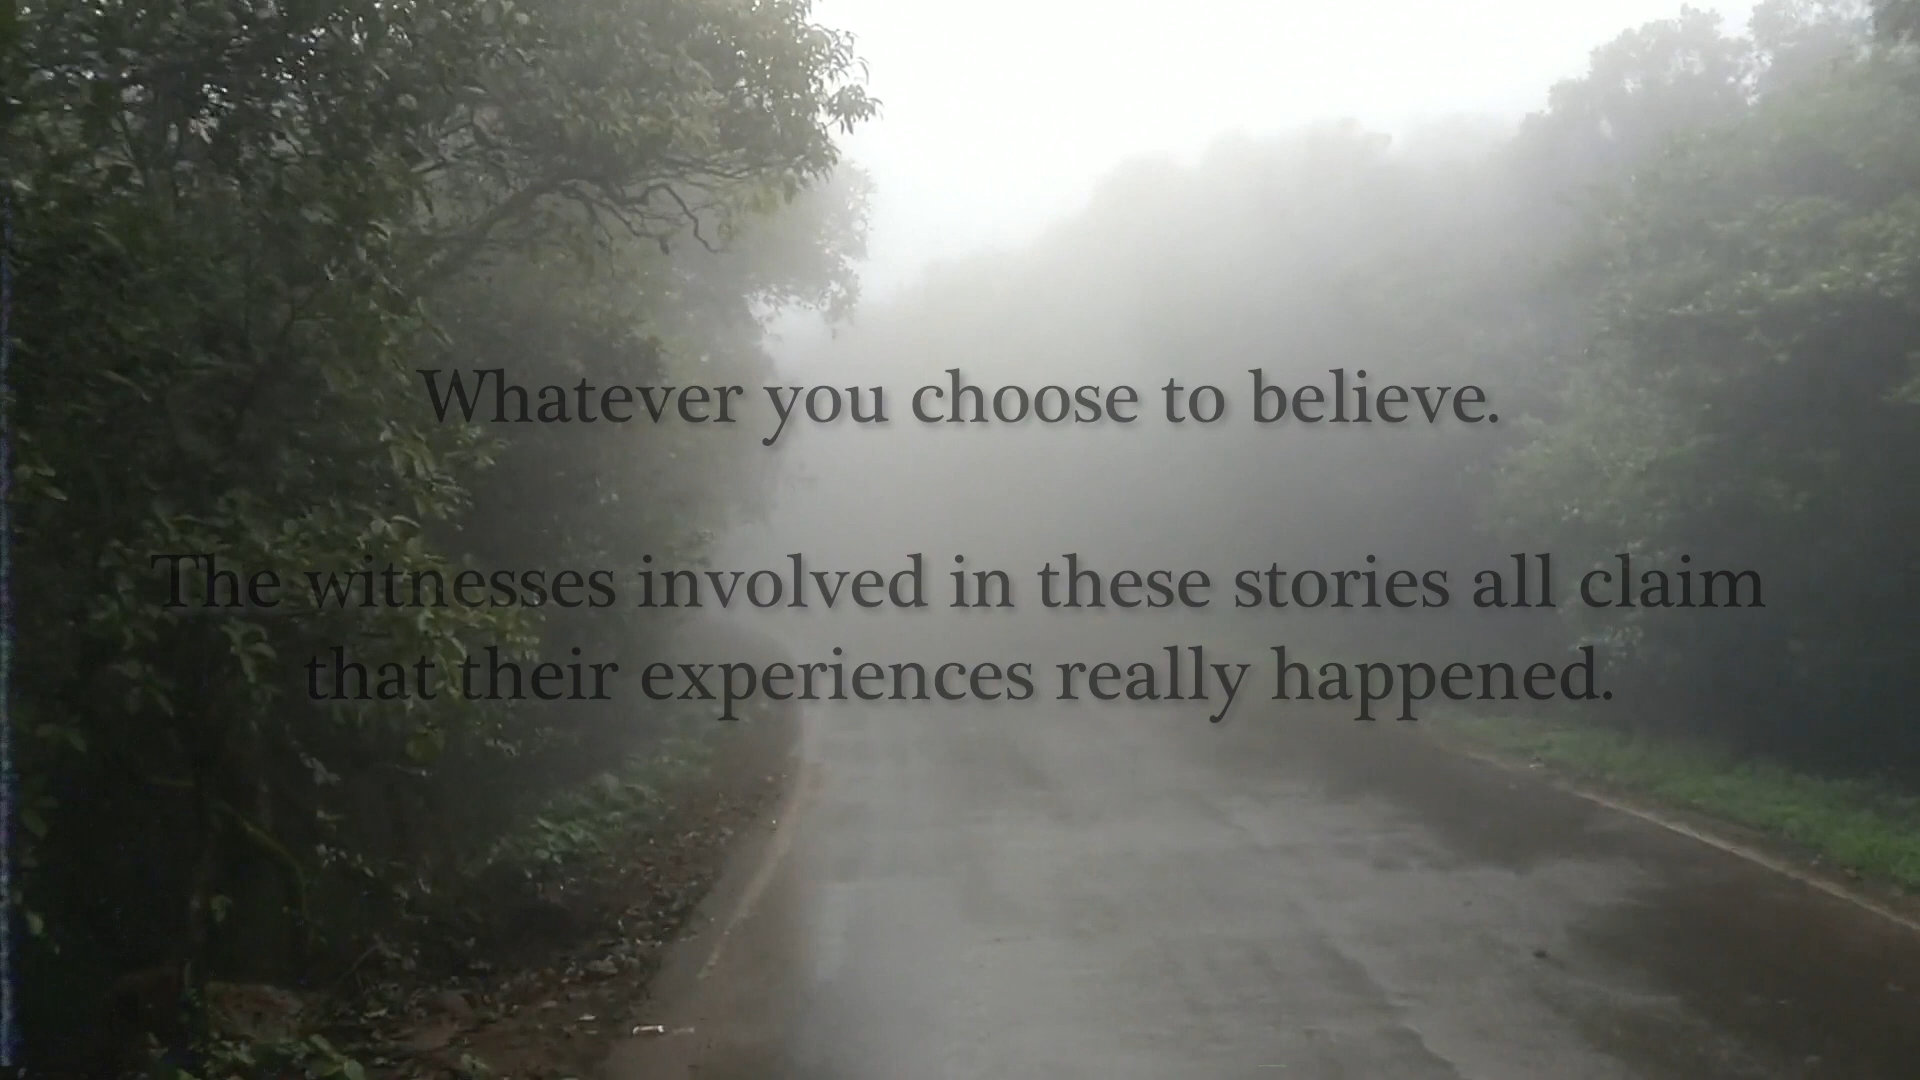 Whatever you choose to believe.
The witnesses involved in these stories all claim
that their experiences really happened.